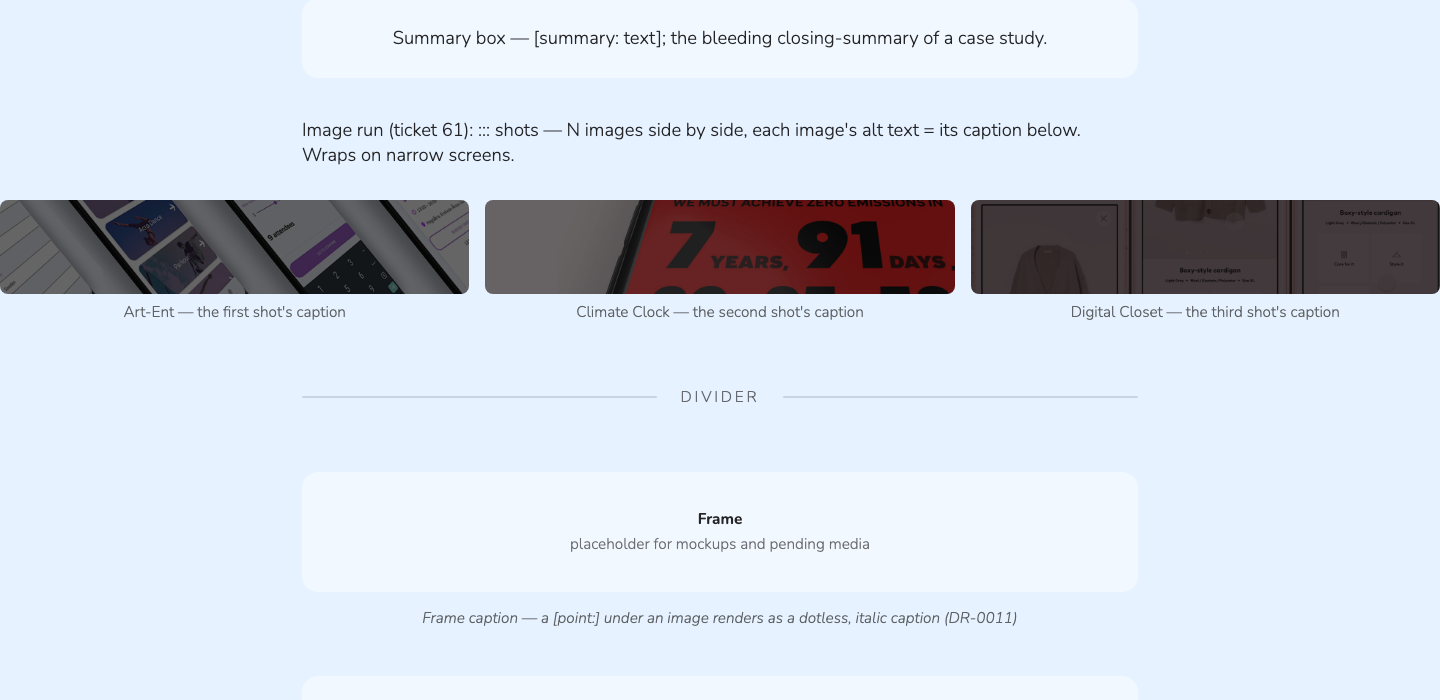 Summary box — [summary: text]; the bleeding closing-summary of a case study.
Image run (ticket 61): ::: shots — N images side by side, each image's alt text = its caption below.
Wraps on narrow screens.
Acro Dance
9 attendees
WE MUST ACHIEVE ZERO EMISSIONS IN
7 YEARS, 91 DAYS
Boxy-style cardigan
Boxy-style cardigan
Art-Ent — the first shot's caption
Climate Clock — the second shot's caption
Digital Closet — the third shot's caption
DIVIDER
Frame
placeholder for mockups and pending media
Frame caption — a [point:] under an image renders as a dotless, italic caption (DR-0011)